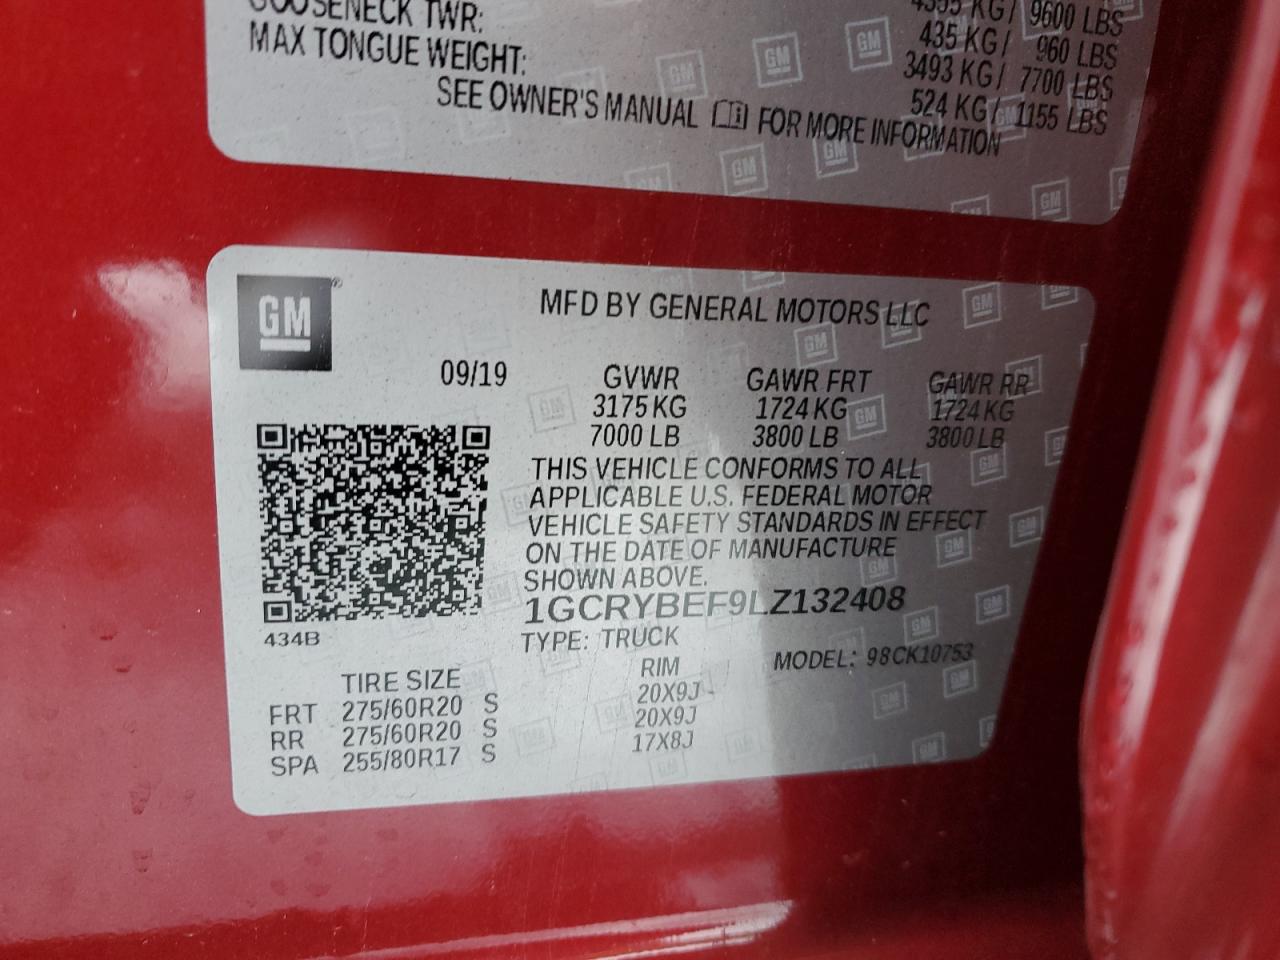 GOOSENECK TWR:
MAX TONGUE WEIGHT:
KG/ 9600 LBS
435 KG/ 960 LBS
3493 KG/ 7700 LBS
524 KG/ 1155 LBS
SEE OWNER'S MANUAL FOR MORE INFORMATION
GM
MFD BY GENERAL MOTORS LLC
09/19 GVWR GAWR FRT GAWR RR
3175 KG 1724 KG 1724 KG
7000 LB 3800 LB 3800 LB
THIS VEHICLE CONFORMS TO ALL
APPLICABLE U.S. FEDERAL MOTOR
VEHICLE SAFETY STANDARDS IN EFFECT
ON THE DATE OF MANUFACTURE
SHOWN ABOVE.
1GCRYBEF9LZ132408
434B
TYPE: TRUCK MODEL: 98CK10753
TIRE SIZE RIM
FRT 275/60R20 S 20X9J
RR 275/60R20 S 20X9J
SPA 255/80R17 S 17X8J